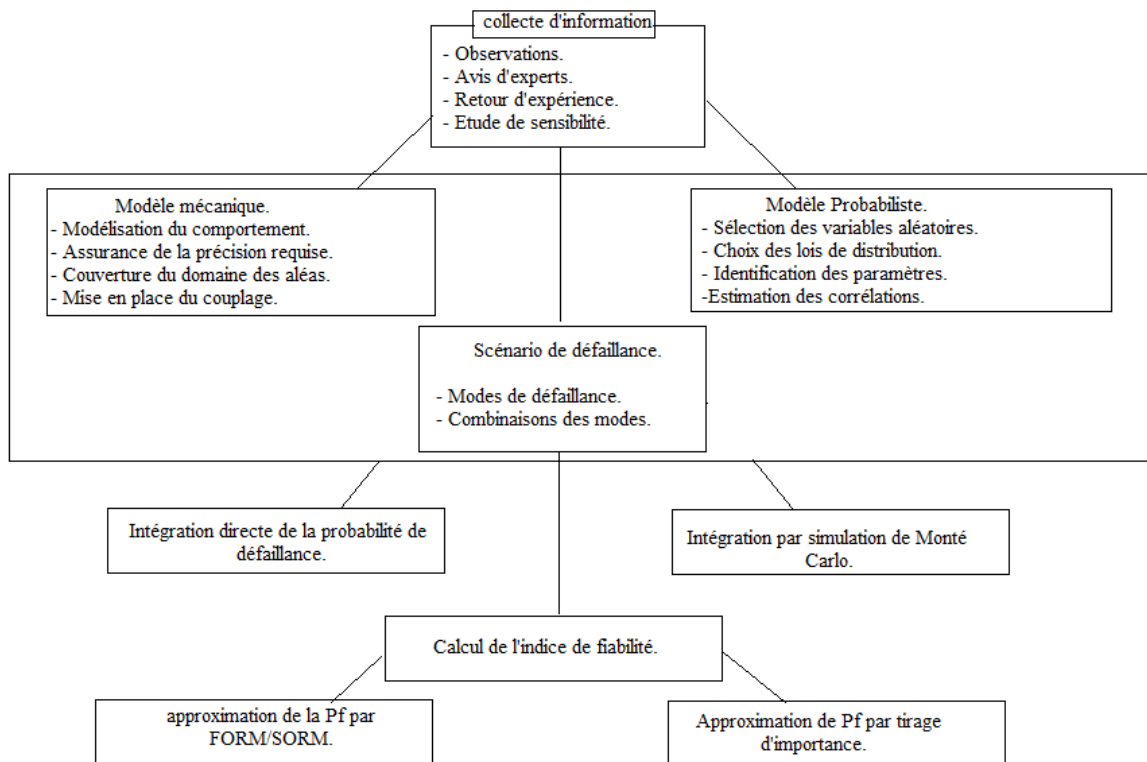 collecte d'information
- Observations.
- Avis d'experts.
- Retour d'expérience.
- Etude de sensibilité.
Modèle mécanique.
- Modélisation du comportement.
- Assurance de la précision requise.
- Couverture du domaine des aléas.
- Mise en place du couplage.
Modèle Probabiliste.
- Sélection des variables aléatoires.
- Choix des lois de distribution.
- Identification des paramètres.
-Estimation des corrélations.
Scénario de défaillance.
- Modes de défaillance.
- Combinaisons des modes.
Intégration directe de la probabilité de
défaillance.
Intégration par simulation de Monté
Carlo.
Calcul de l'indice de fiabilité.
approximation de la Pf par
FORM/SORM.
Approximation de Pf par tirage
d'importance.